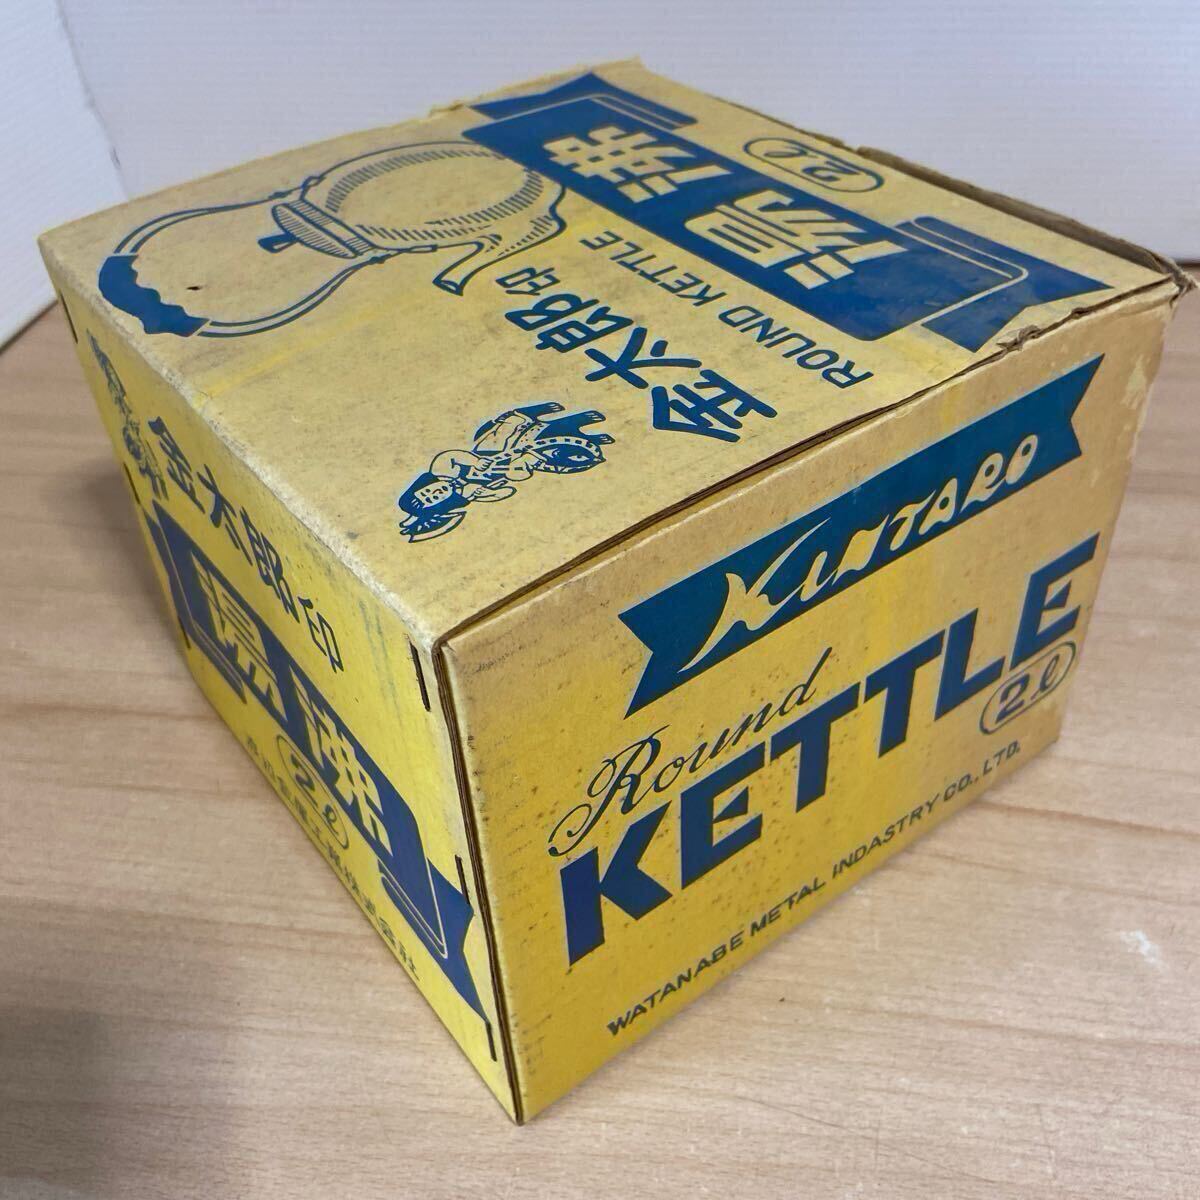 湯沸
2ℓ
ROUND KETTLE
金太郎印
KINTARO
Round
KETTLE
2ℓ
WATANABE METAL INDASTRY CO., LTD.
金太郎印
湯沸
2ℓ